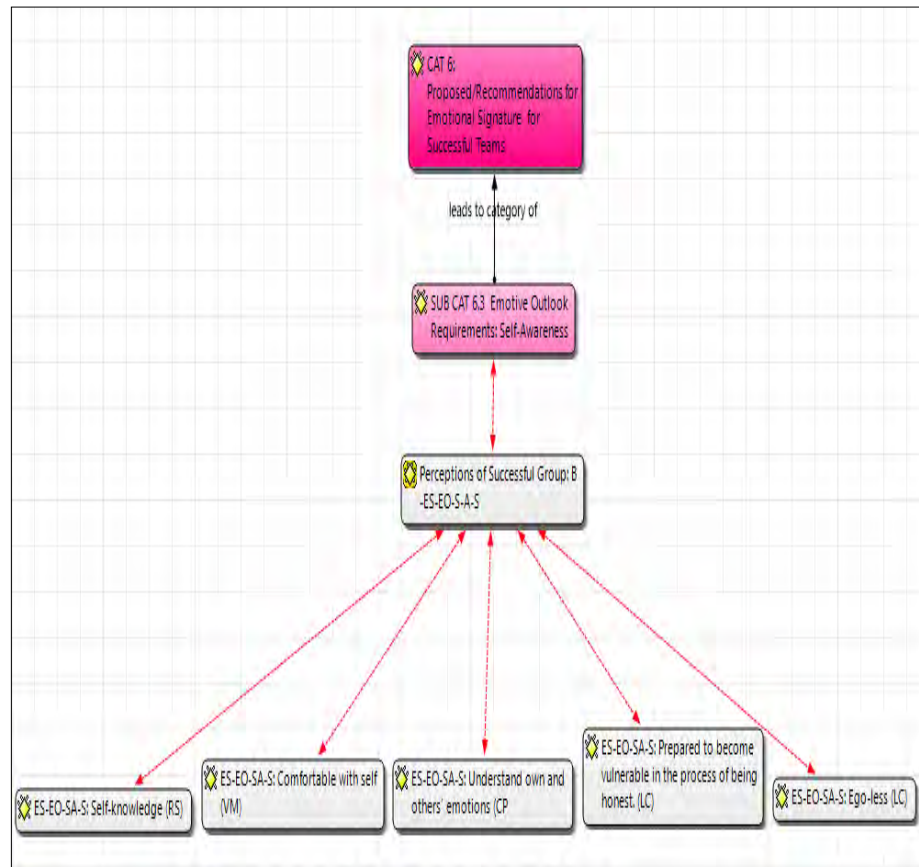 CAT 6:
Proposed/Recommendations for
Emotional Signature for
Successful Teams
leads to category of
SUB CAT 6.3 Emotive Outlook
Requirements: Self-Awareness
Perceptions of Successful Group: B
-ES-EO-S-A-S
ES-EO-SA-S: Self-knowledge (RS)
ES-EO-SA-S: Comfortable with self
(VM)
ES-EO-SA-S: Understand own and
others' emotions (CP
ES-EO-SA-S: Prepared to become
vulnerable in the process of being
honest. (LC)
ES-EO-SA-S: Ego-less (LC)